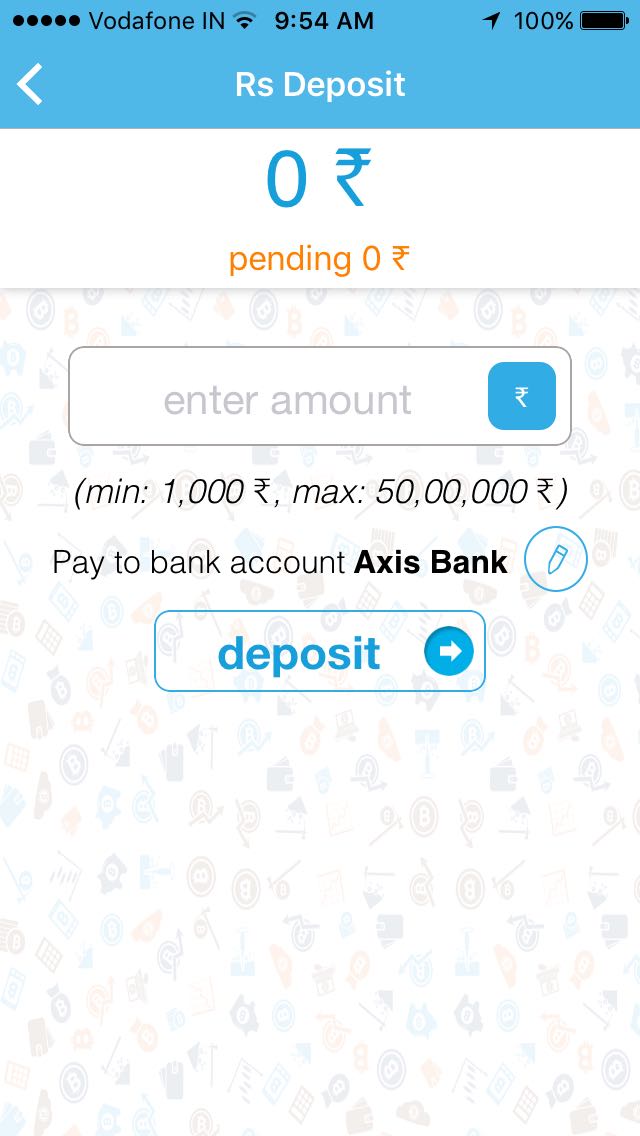 Vodafone IN 9:54 AM 100%
Rs Deposit
0 ₹
pending 0 ₹
enter amount ₹
(min: 1,000 ₹, max: 50,00,000 ₹)
Pay to bank account Axis Bank
deposit